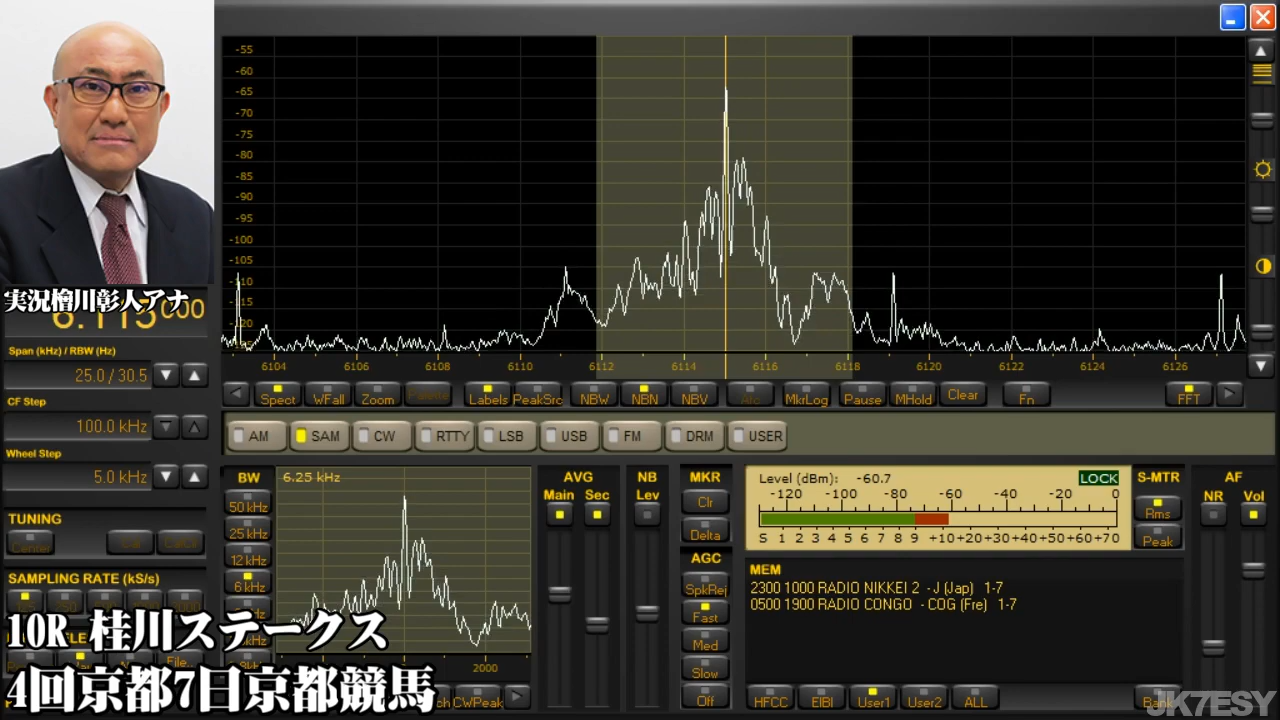 -55
-60
-65
-70
-75
-80
-85
-90
-95
-100
-105
-110
-115
-120
6104 6106 6108 6110 6112 6114 6116 6118 6120 6122 6124 6126
実況檜川彰人アナ
6.115000
Span (kHz) / RBW (Hz)
25.0 / 30.5
CF Step
100.0 kHz
Wheel Step
5.0 kHz
TUNING
Center
SAMPLING RATE (kS/s)
10R 桂川ステークス
4回京都7日京都競馬
Spect WFall Zoom Labels PeakSrc NBW NBN NBV MkrLog Pause MHold Clear Fn FFT
AM SAM CW RTTY LSB USB FM DRM USER
BW
50 kHz
25 kHz
12 kHz
6 kHz
6.25 kHz
2000
CWPeak
AVG
Main Sec
NB
Lev
MKR
Clr
Delta
AGC
SpkRej
Fast
Med
Slow
Off
Level (dBm): -60.7 LOCK
-120 -100 -80 -60 -40 -20 0
S 1 2 3 4 5 6 7 8 9 +10 +20 +30 +40 +50 +60 +70
S-MTR
Rms
Peak
AF
NR Vol
MEM
2300 1000 RADIO NIKKEI 2 - J (Jap) 1-7
0500 1900 RADIO CONGO - COG (Fre) 1-7
HFCC EIBI User1 User2 ALL
JK7ESY